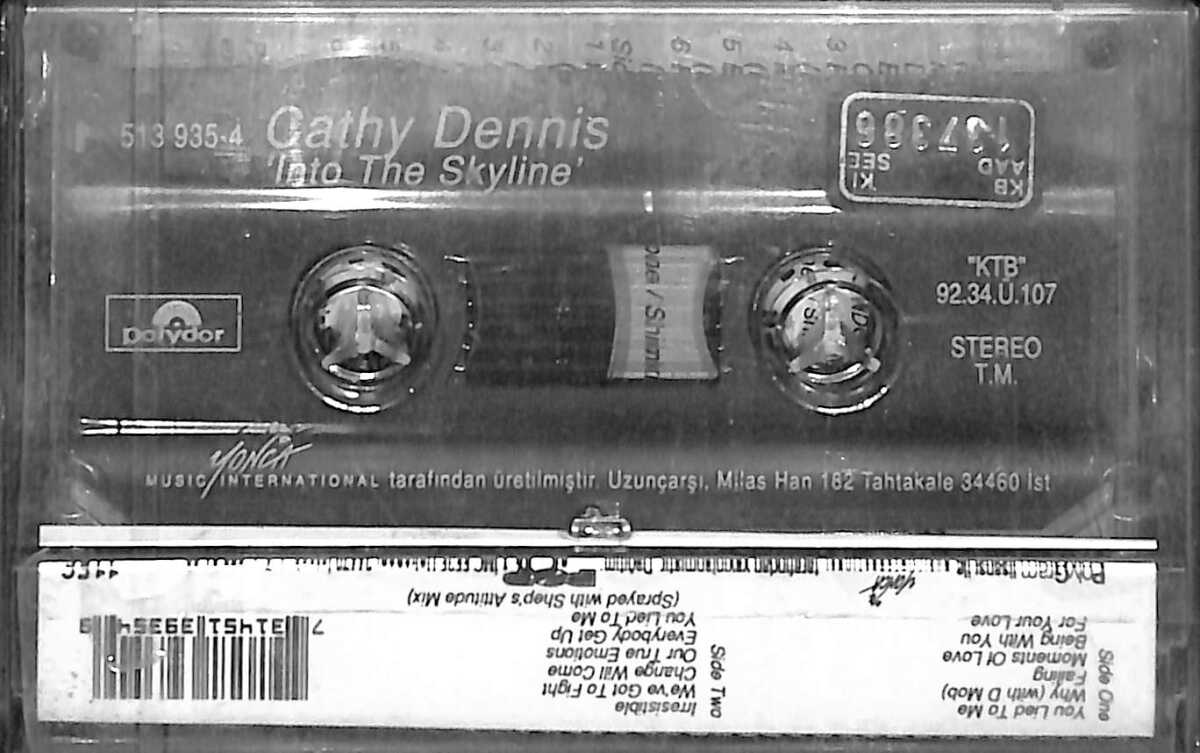 513 935-4 Cathy Dennis
'Into The Skyline'
KB KI
AAD SEC
polydor
"KTB"
92.34.U.107
STEREO
T.M.
YONCA
MUSIC INTERNATIONAL tarafından üretilmiştir. Uzunçarşı, Milas Han 182 Tahtakale 34460 İst
Side One
You Lied To Me
Why (with D Mob)
Falling
Moments Of Love
Being With You
For Your Love
Side Two
Irresistible
We've Got To Fight
Change Will Come
Our True Emotions
Everybody Get Up
You Lied To Me
(Sprayed with Shep's Attitude Mix)